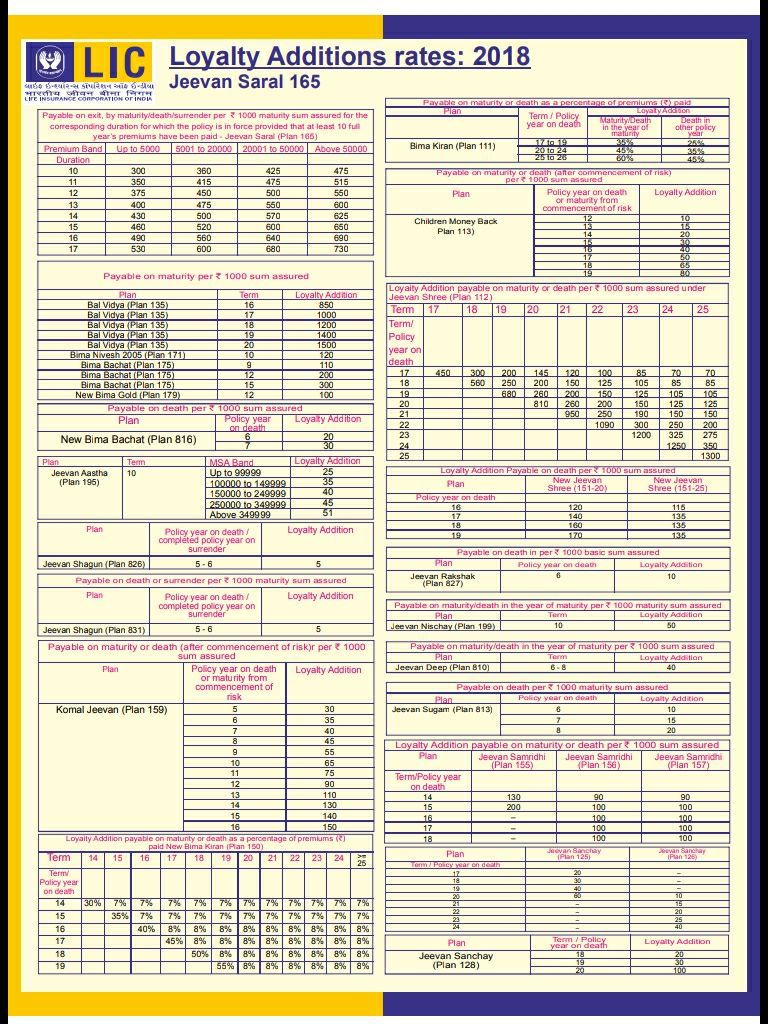 LIC
લાઇફ ઇન્શ્યોરન્સ કોર્પોરેશન ઑફ ઇન્ડીયા
भारतीय जीवन बीमा निगम
LIFE INSURANCE CORPORATION OF INDIA
Loyalty Additions rates: 2018
Jeevan Saral 165
Payable on exit, by maturity/death/surrender per ₹ 1000 maturity sum assured for the
corresponding duration for which the policy is in force provided that at least 10 full
year's premiums have been paid - Jeevan Saral (Plan 165)
Premium Band Up to 5000 5001 to 20000 20001 to 50000 Above 50000
Duration
10 300 360 425 475
11 350 415 475 515
12 375 450 500 550
13 400 475 550 600
14 430 500 570 625
15 460 520 600 650
16 490 560 640 690
17 530 600 680 730
Payable on maturity per ₹ 1000 sum assured
Plan Term Loyalty Addition
Bal Vidya (Plan 135) 16 850
Bal Vidya (Plan 135) 17 1000
Bal Vidya (Plan 135) 18 1200
Bal Vidya (Plan 135) 19 1400
Bal Vidya (Plan 135) 20 1500
Bima Nivesh 2005 (Plan 171) 10 120
Bima Bachat (Plan 175) 9 110
Bima Bachat (Plan 175) 12 200
Bima Bachat (Plan 175) 15 300
New Bima Gold (Plan 179) 12 100
Payable on death per ₹ 1000 sum assured
Plan Policy year on death Loyalty Addition
New Bima Bachat (Plan 816) 6 20
7 30
Plan Term MSA Band Loyalty Addition
Jeevan Aastha (Plan 195) 10 Up to 99999 25
100000 to 149999 35
150000 to 249999 40
250000 to 349999 45
Above 349999 51
Plan Policy year on death / completed policy year on surrender Loyalty Addition
Jeevan Shagun (Plan 826) 5 - 6 5
Payable on death or surrender per ₹ 1000 maturity sum assured
Plan Policy year on death / completed policy year on surrender Loyalty Addition
Jeevan Shagun (Plan 831) 5 - 6 5
Payable on maturity or death (after commencement of risk)r per ₹ 1000
sum assured
Plan Policy year on death or maturity from commencement of risk Loyalty Addition
Komal Jeevan (Plan 159) 5 30
6 35
7 40
8 45
9 55
10 65
11 75
12 90
13 110
14 130
15 140
16 150
Loyalty Addition payable on maturity or death as a percentage of premiums (₹)
paid New Bima Kiran (Plan 150)
Term 14 15 16 17 18 19 20 21 22 23 24 >= 25
Term/
Policy year
on death
14 30% 7% 7% 7% 7% 7% 7% 7% 7% 7% 7% 7%
15 35% 7% 7% 7% 7% 7% 7% 7% 7% 7% 7%
16 40% 8% 8% 8% 8% 8% 8% 8% 8% 8%
17 45% 8% 8% 8% 8% 8% 8% 8% 8%
18 50% 8% 8% 8% 8% 8% 8% 8%
19 55% 8% 8% 8% 8% 8% 8%
Payable on maturity or death as a percentage of premiums (₹) paid
Plan Term / Policy year on death Loyalty Addition
Maturity/Death in the year of maturity Death in other policy year
Bima Kiran (Plan 111) 17 to 19 35% 25%
20 to 24 45% 35%
25 to 26 60% 45%
Payable on maturity or death (after commencement of risk)
per ₹ 1000 sum assured
Plan Policy year on death or maturity from commencement of risk Loyalty Addition
Children Money Back Plan 113) 12 10
13 15
14 20
15 30
16 40
17 50
18 65
19 80
Loyalty Addition payable on maturity or death per ₹ 1000 sum assured under
Jeevan Shree (Plan 112)
Term 17 18 19 20 21 22 23 24 25
Term/
Policy
year on
death
17 450 300 200 145 120 100 85 70 70
18 560 250 200 150 125 105 85 85
19 680 260 200 150 125 105 105
20 810 260 200 150 125 125
21 950 250 190 150 150
22 1090 300 250 200
23 1200 325 275
24 1250 350
25 1300
Loyalty Addition Payable on death per ₹ 1000 sum assured
Plan New Jeevan Shree (151-20) New Jeevan Shree (151-25)
Policy year on death
16 120 115
17 140 135
18 160 135
19 170 135
Payable on death in per ₹ 1000 basic sum assured
Plan Policy year on death Loyalty Addition
Jeevan Rakshak (Plan 827) 6 10
Payable on maturity/death in the year of maturity per ₹ 1000 maturity sum assured
Plan Term Loyalty Addition
Jeevan Nischay (Plan 199) 10 50
Payable on maturity/death in the year of maturity per ₹ 1000 sum assured
Plan Term Loyalty Addition
Jeevan Deep (Plan 810) 6 - 8 40
Payable on death per ₹ 1000 maturity sum assured
Plan Policy year on death Loyalty Addition
Jeevan Sugam (Plan 813) 6 10
7 15
8 20
Loyalty Addition payable on maturity or death per ₹ 1000 sum assured
Plan Jeevan Samridhi (Plan 155) Jeevan Samridhi (Plan 156) Jeevan Samridhi (Plan 157)
Term/Policy year
on death
14 130 90 90
15 200 100 100
16 – 100 100
17 – 100 100
18 – 100 100
Plan Jeevan Sanchay (Plan 125) Jeevan Sanchay (Plan 126)
Term / Policy year on death
17 20 –
18 30 –
19 40 –
20 60 10
21 – 15
22 – 20
23 – 25
24 – 40
Plan Term / Policy year on death Loyalty Addition
Jeevan Sanchay (Plan 128) 18 20
19 30
20 100